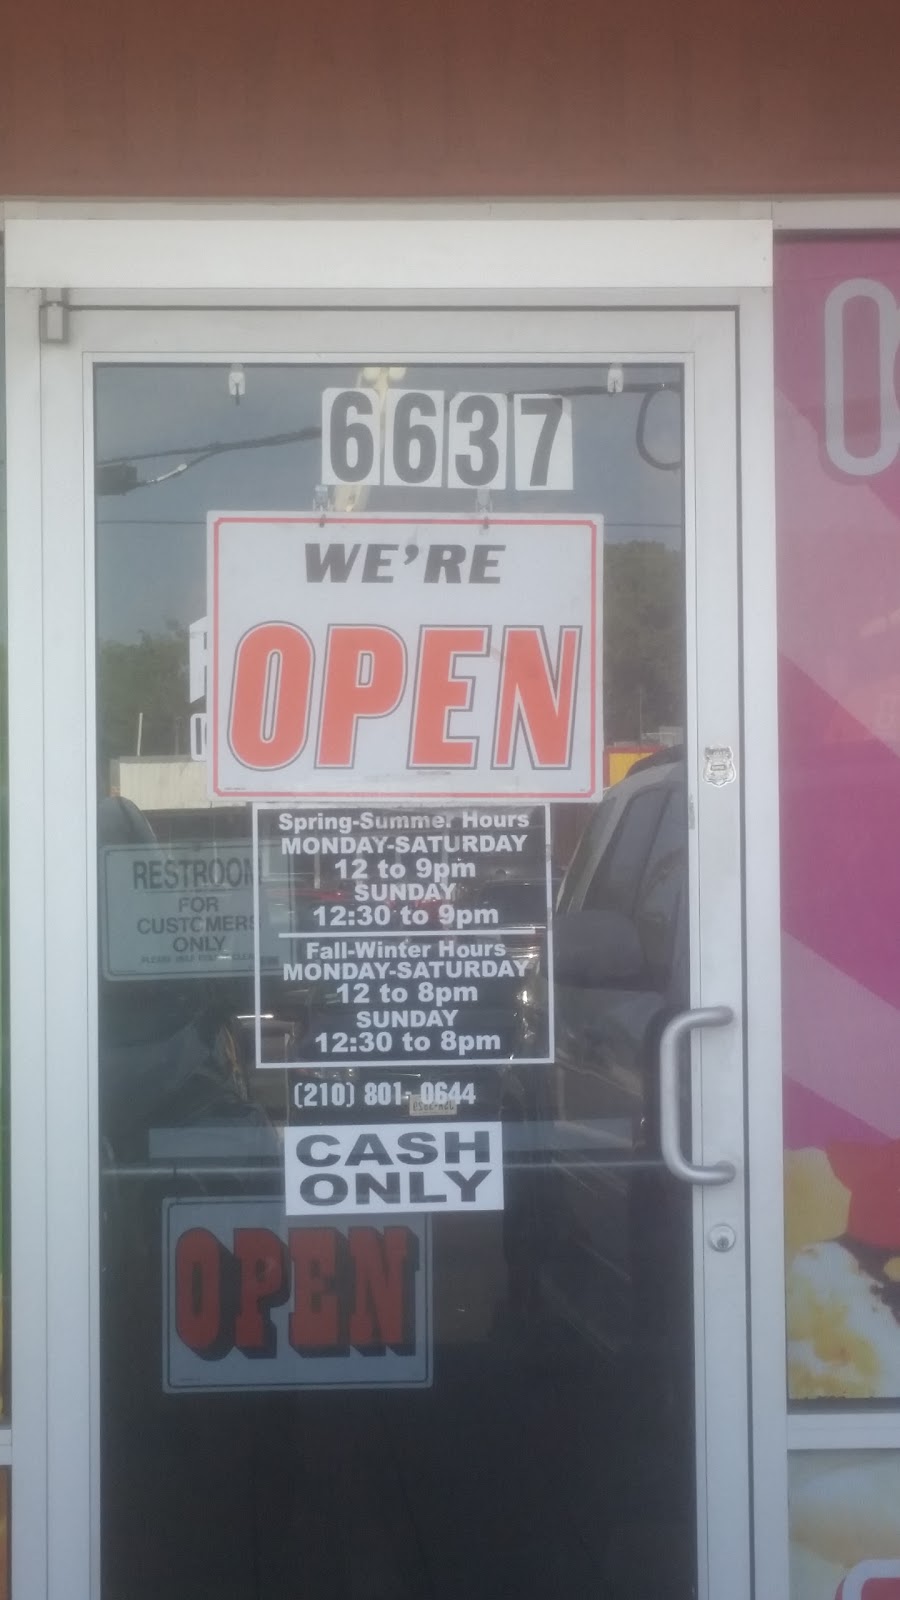 6637
WE'RE
OPEN
Spring-Summer Hours
MONDAY-SATURDAY
12 to 9pm
SUNDAY
12:30 to 9pm
Fall-Winter Hours
MONDAY-SATURDAY
12 to 8pm
SUNDAY
12:30 to 8pm
RESTROOM
FOR
CUSTOMERS
ONLY
(210) 801-0644
CASH
ONLY
OPEN